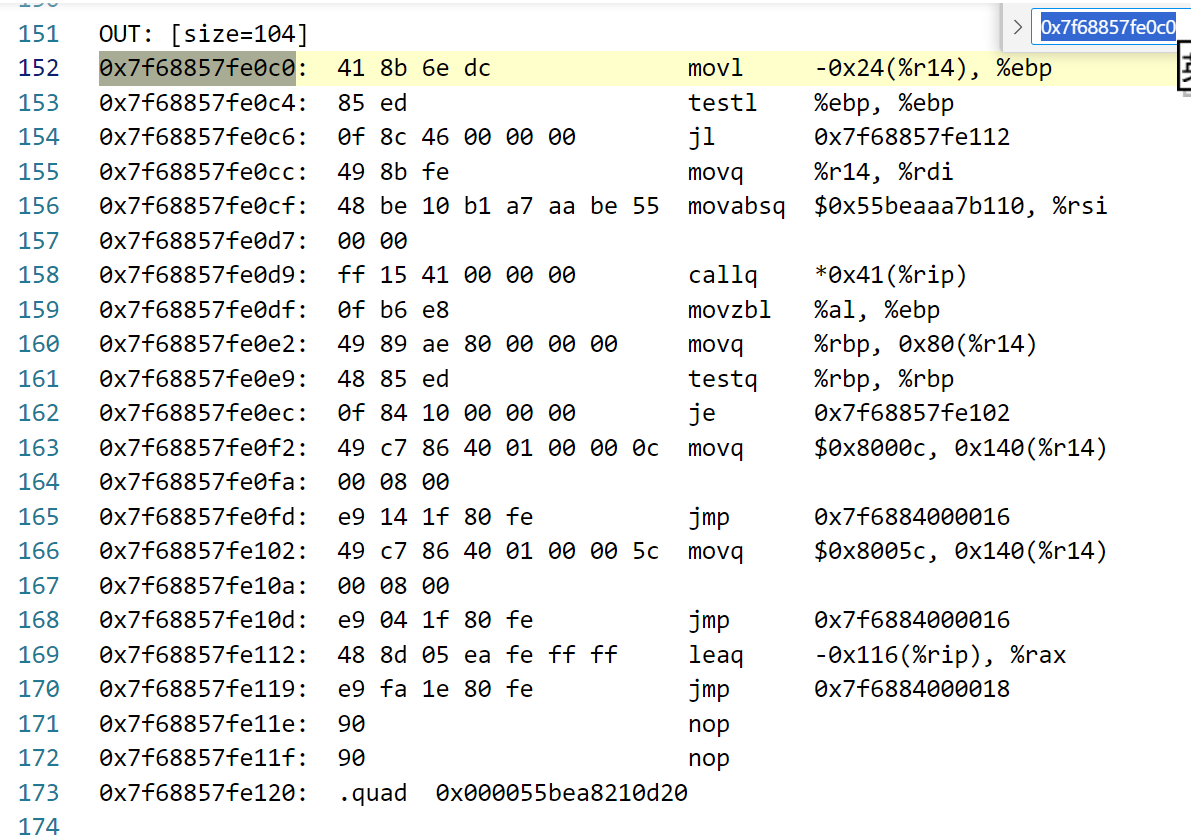 151 OUT: [size=104]
0x7f68857fe0c0
152 0x7f68857fe0c0: 41 8b 6e dc movl -0x24(%r14), %ebp
153 0x7f68857fe0c4: 85 ed testl %ebp, %ebp
154 0x7f68857fe0c6: 0f 8c 46 00 00 00 jl 0x7f68857fe112
155 0x7f68857fe0cc: 49 8b fe movq %r14, %rdi
156 0x7f68857fe0cf: 48 be 10 b1 a7 aa be 55 movabsq $0x55beaaa7b110, %rsi
157 0x7f68857fe0d7: 00 00
158 0x7f68857fe0d9: ff 15 41 00 00 00 callq *0x41(%rip)
159 0x7f68857fe0df: 0f b6 e8 movzbl %al, %ebp
160 0x7f68857fe0e2: 49 89 ae 80 00 00 00 movq %rbp, 0x80(%r14)
161 0x7f68857fe0e9: 48 85 ed testq %rbp, %rbp
162 0x7f68857fe0ec: 0f 84 10 00 00 00 je 0x7f68857fe102
163 0x7f68857fe0f2: 49 c7 86 40 01 00 00 0c movq $0x8000c, 0x140(%r14)
164 0x7f68857fe0fa: 00 08 00
165 0x7f68857fe0fd: e9 14 1f 80 fe jmp 0x7f6884000016
166 0x7f68857fe102: 49 c7 86 40 01 00 00 5c movq $0x8005c, 0x140(%r14)
167 0x7f68857fe10a: 00 08 00
168 0x7f68857fe10d: e9 04 1f 80 fe jmp 0x7f6884000016
169 0x7f68857fe112: 48 8d 05 ea fe ff ff leaq -0x116(%rip), %rax
170 0x7f68857fe119: e9 fa 1e 80 fe jmp 0x7f6884000018
171 0x7f68857fe11e: 90 nop
172 0x7f68857fe11f: 90 nop
173 0x7f68857fe120: .quad 0x000055bea8210d20
174